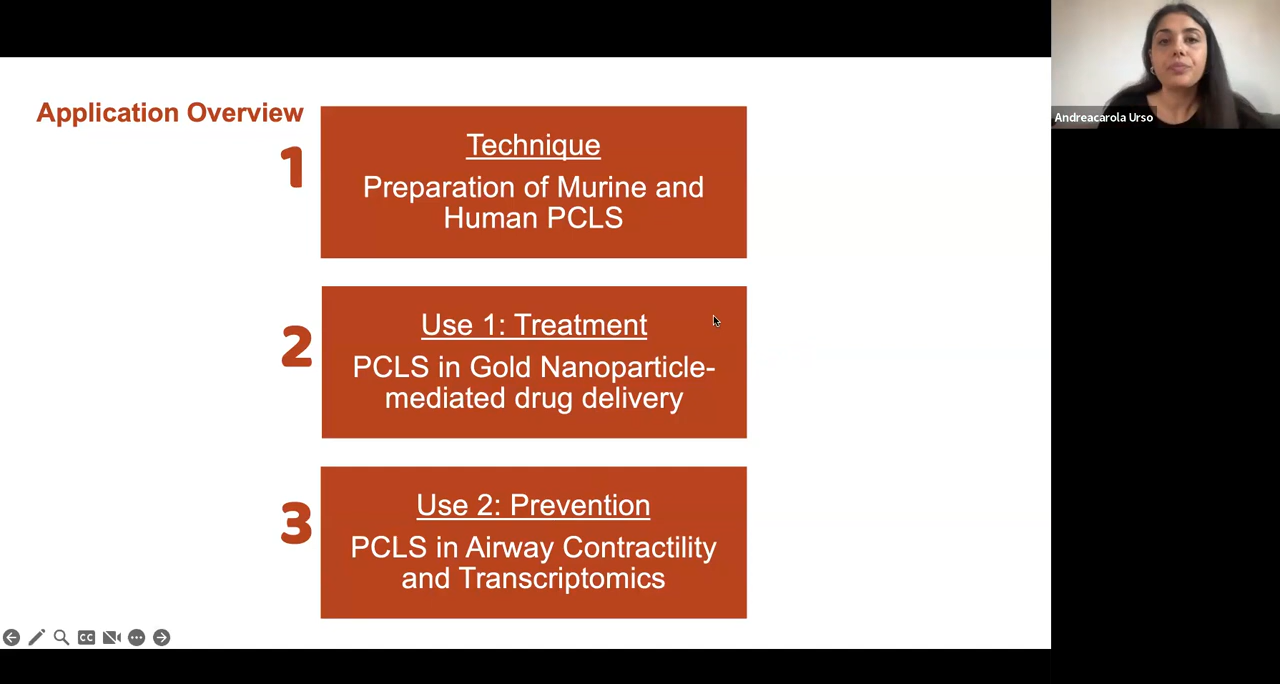 Application Overview
1
Technique
Preparation of Murine and
Human PCLS
2
Use 1: Treatment
PCLS in Gold Nanoparticle-
mediated drug delivery
3
Use 2: Prevention
PCLS in Airway Contractility
and Transcriptomics
CC
Andreacarola Urso